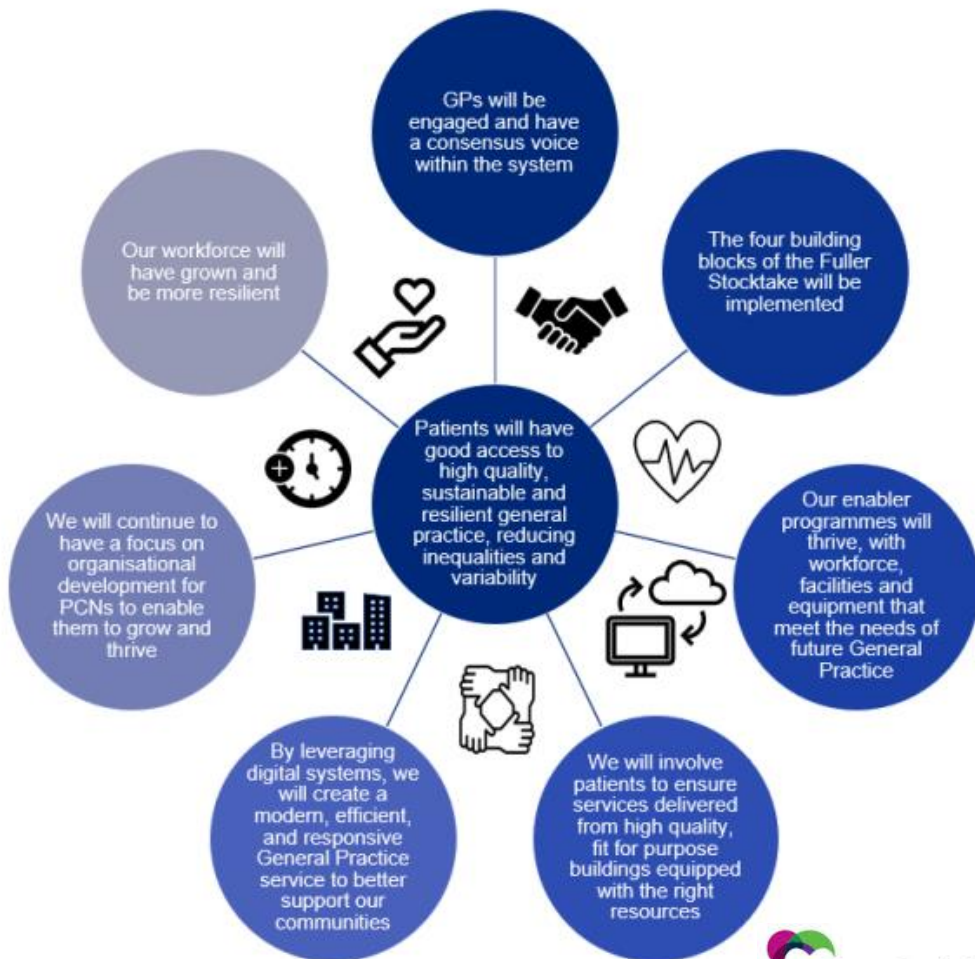 GPs will be
engaged and have
a consensus voice
within the system
The four building
blocks of the Fuller
Stocktake will be
implemented
Our enabler
programmes will
thrive, with
workforce,
facilities and
equipment that
meet the needs of
future General
Practice
We will involve
patients to ensure
services delivered
from high quality,
fit for purpose
buildings equipped
with the right
resources
By leveraging
digital systems, we
will create a
modern, efficient,
and responsive
General Practice
service to better
support our
communities
We will continue to
have a focus on
organisational
development for
PCNs to enable
them to grow and
thrive
Our workforce will
have grown and
be more resilient
Patients will have
good access to
high quality,
sustainable and
resilient general
practice, reducing
inequalities and
variability